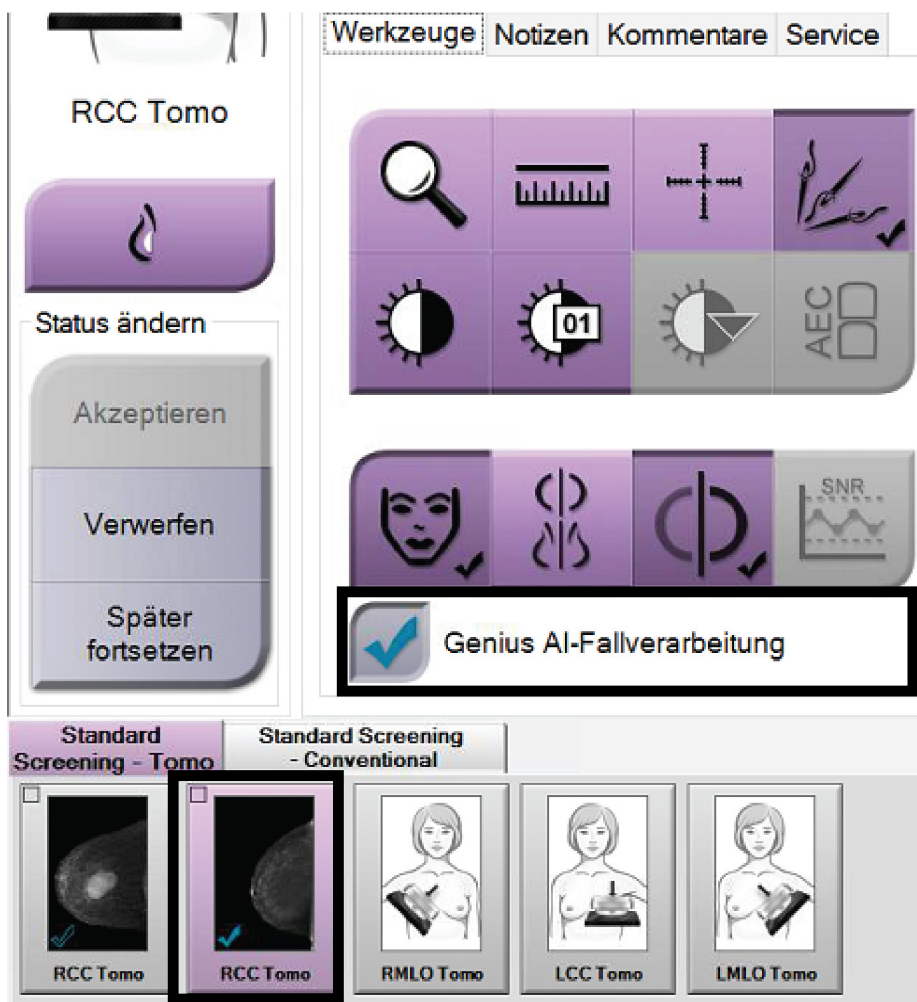 RCC Tomo
Status ändern
Akzeptieren
Verwerfen
Später
fortsetzen
Werkzeuge Notizen Kommentare Service
01
AEC
SNR
Genius AI-Fallverarbeitung
Standard
Screening - Tomo
Standard Screening
- Conventional
RCC Tomo
RCC Tomo
RMLO Tomo
LCC Tomo
LMLO Tomo